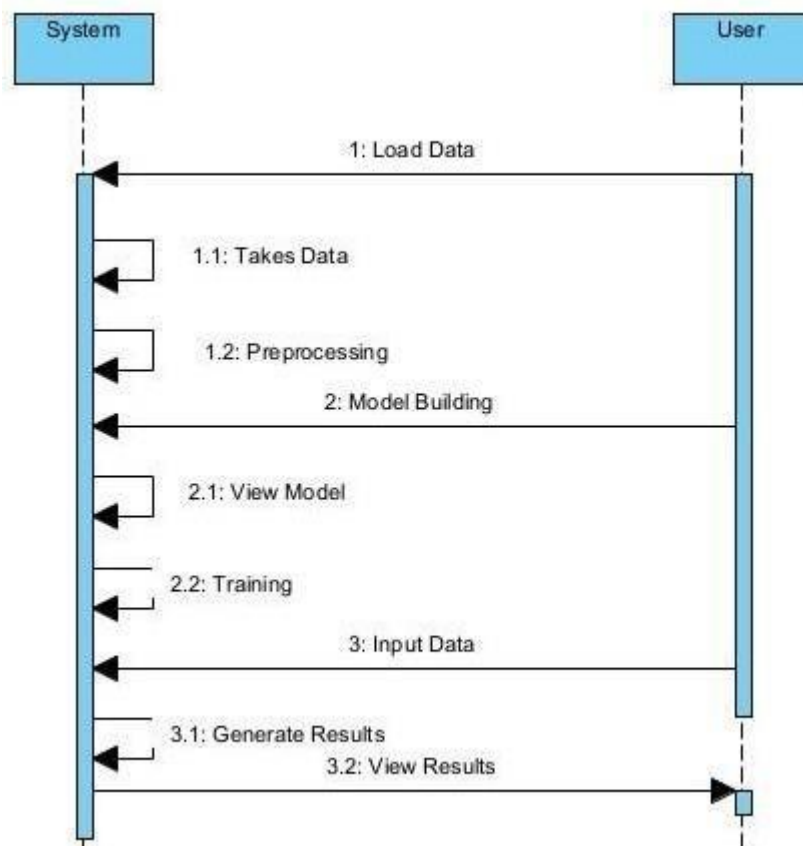 System
User
1: Load Data
1.1: Takes Data
1.2: Preprocessing
2: Model Building
2.1: View Model
2.2: Training
3: Input Data
3.1: Generate Results
3.2: View Results